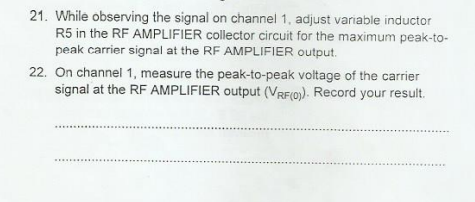 21. While observing the signal on channel 1, adjust variable inductor
R5 in the RF AMPLIFIER collector circuit for the maximum peak-to-
peak carrier signal at the RF AMPLIFIER output.
22. On channel 1, measure the peak-to-peak voltage of the carrier
signal at the RF AMPLIFIER output (VRF(O)). Record your result.